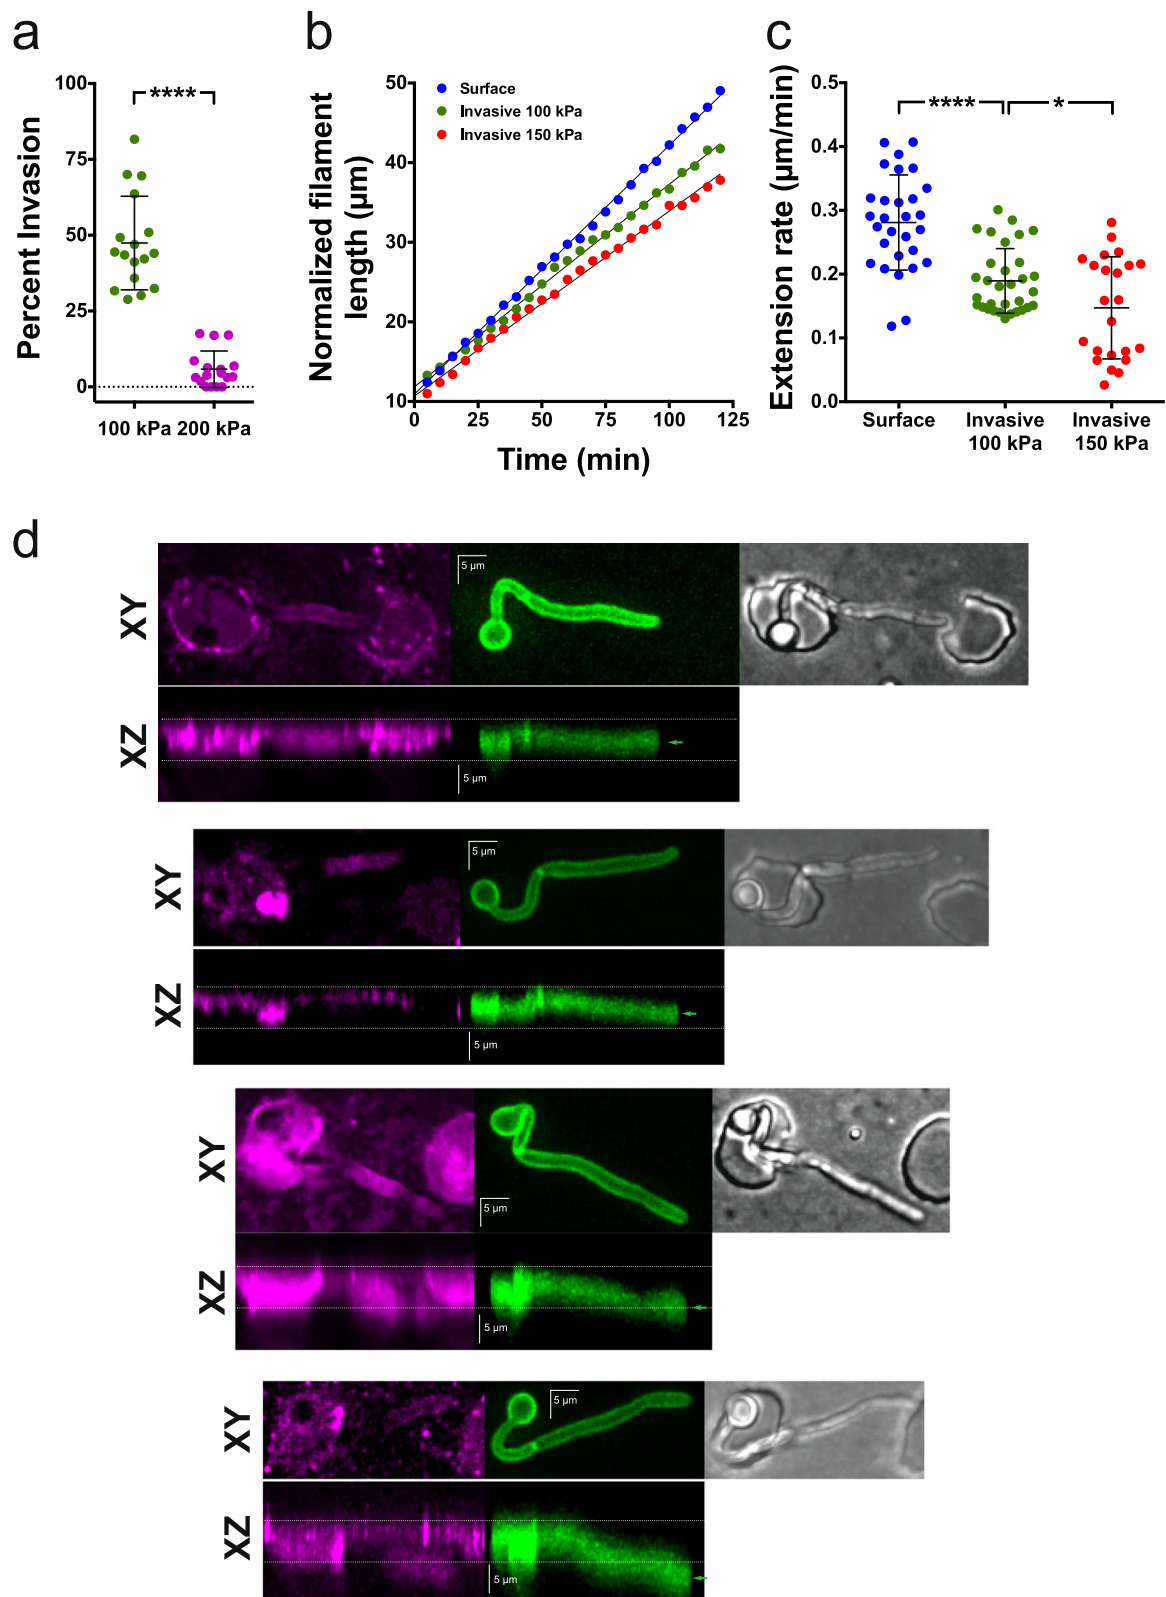 a
b
c
Percent Invasion
100
75
50
25
0
****
100 kPa 200 kPa
Normalized filament
length (µm)
50
40
30
20
10
Surface
Invasive 100 kPa
Invasive 150 kPa
0 25 50 75 100 125
Time (min)
Extension rate (µm/min)
0.5
0.4
0.3
0.2
0.1
0.0
**** *
Surface Invasive Invasive
100 kPa 150 kPa
d
XY
5 µm
XZ
5 µm
XY
5 µm
XZ
5 µm
XY
5 µm
XZ
5 µm
XY
5 µm
XZ
5 µm